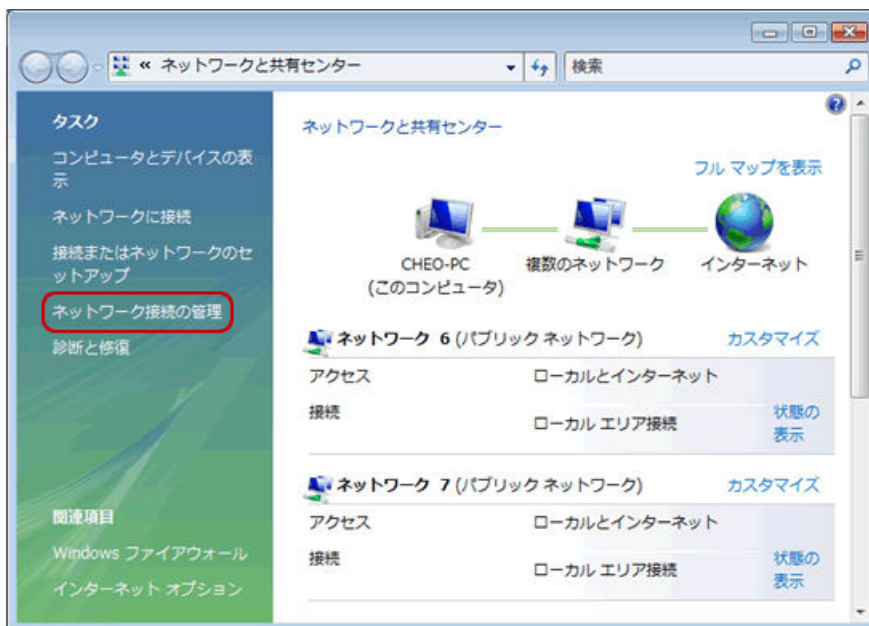 « ネットワークと共有センター
検索
タスク
コンピュータとデバイスの表
示
ネットワークに接続
接続またはネットワークのセ
ットアップ
ネットワーク接続の管理
診断と修復
関連項目
Windows ファイアウォール
インターネット オプション
ネットワークと共有センター
フル マップを表示
CHEO-PC
(このコンピュータ)
複数のネットワーク
インターネット
ネットワーク 6 (パブリック ネットワーク)
カスタマイズ
アクセス
ローカルとインターネット
接続
ローカル エリア接続
状態の
表示
ネットワーク 7 (パブリック ネットワーク)
カスタマイズ
アクセス
ローカルとインターネット
接続
ローカル エリア接続
状態の
表示